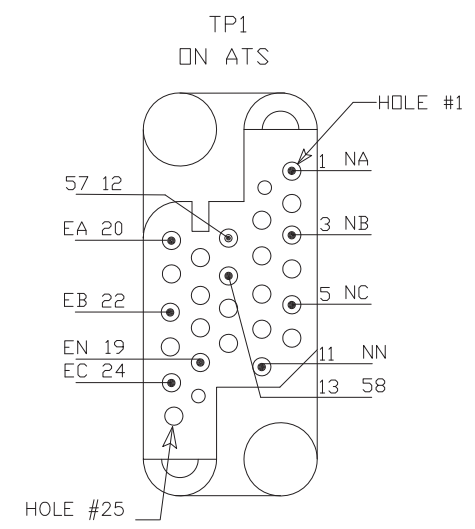 TP1
ON ATS
HOLE #1
1 NA
57 12
3 NB
EA 20
5 NC
EB 22
EN 19
11 NN
EC 24
13 58
HOLE #25